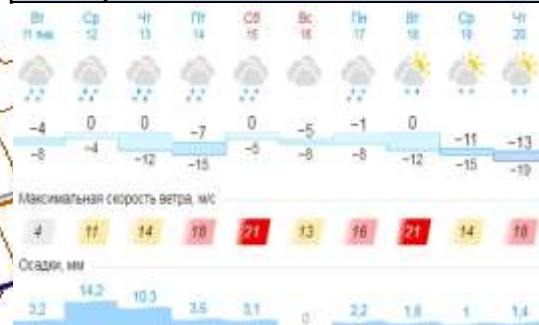 Вт Ср Чт Пт Сб Вс Пн Вт Ср Чт
11 янв 12 13 14 15 16 17 18 19 20
-4 0 0 -7 0 -5 -1 0 -11 -13
-8 -4 -12 -15 -5 -8 -8 -12 -15 -19
Максимальная скорость ветра, м/с
4 11 14 18 21 13 16 21 14 18
Осадки, мм
3,2 14,2 10,3 3,6 3,1 0 2,2 1,8 1 1,4